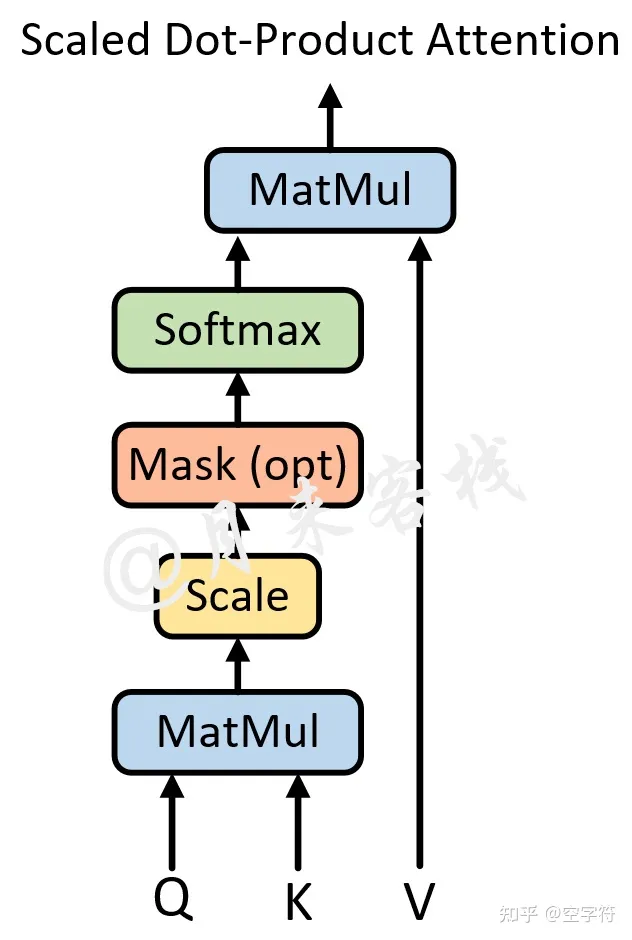 Scaled Dot-Product Attention
MatMul
Softmax
Mask (opt)
@月来客栈
Scale
MatMul
Q K V
知乎 @空字符